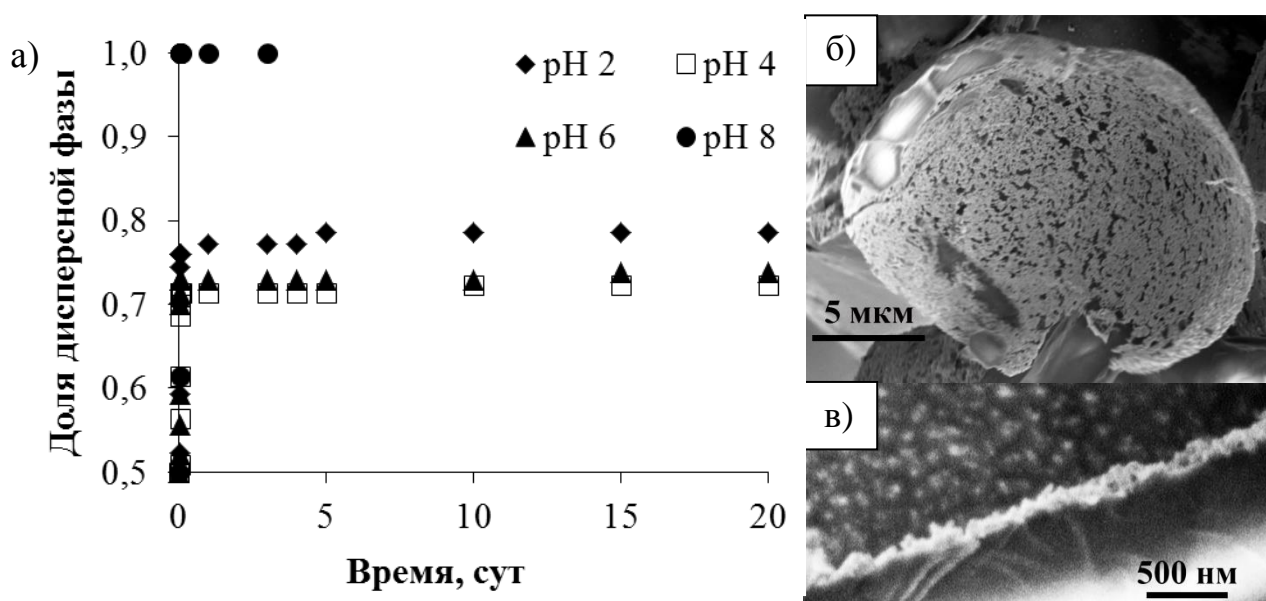 а)
Доля дисперсной фазы
1,0
0,9
0,8
0,7
0,6
0,5
pH 2
pH 4
pH 6
pH 8
0
5
10
15
20
Время, сут
б)
5 мкм
в)
500 нм